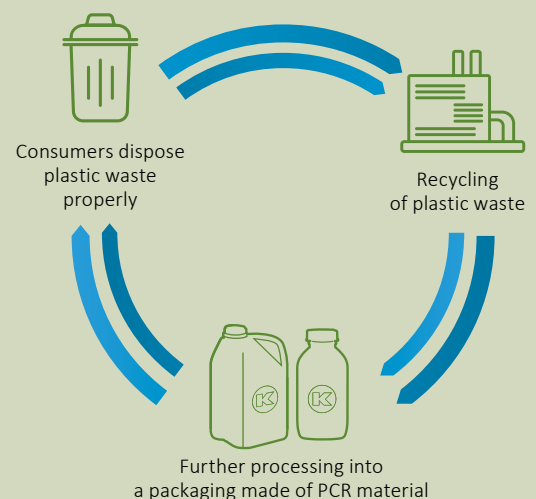 Consumers dispose
plastic waste
properly
Recycling
of plastic waste
K
K
Further processing into
a packaging made of PCR material